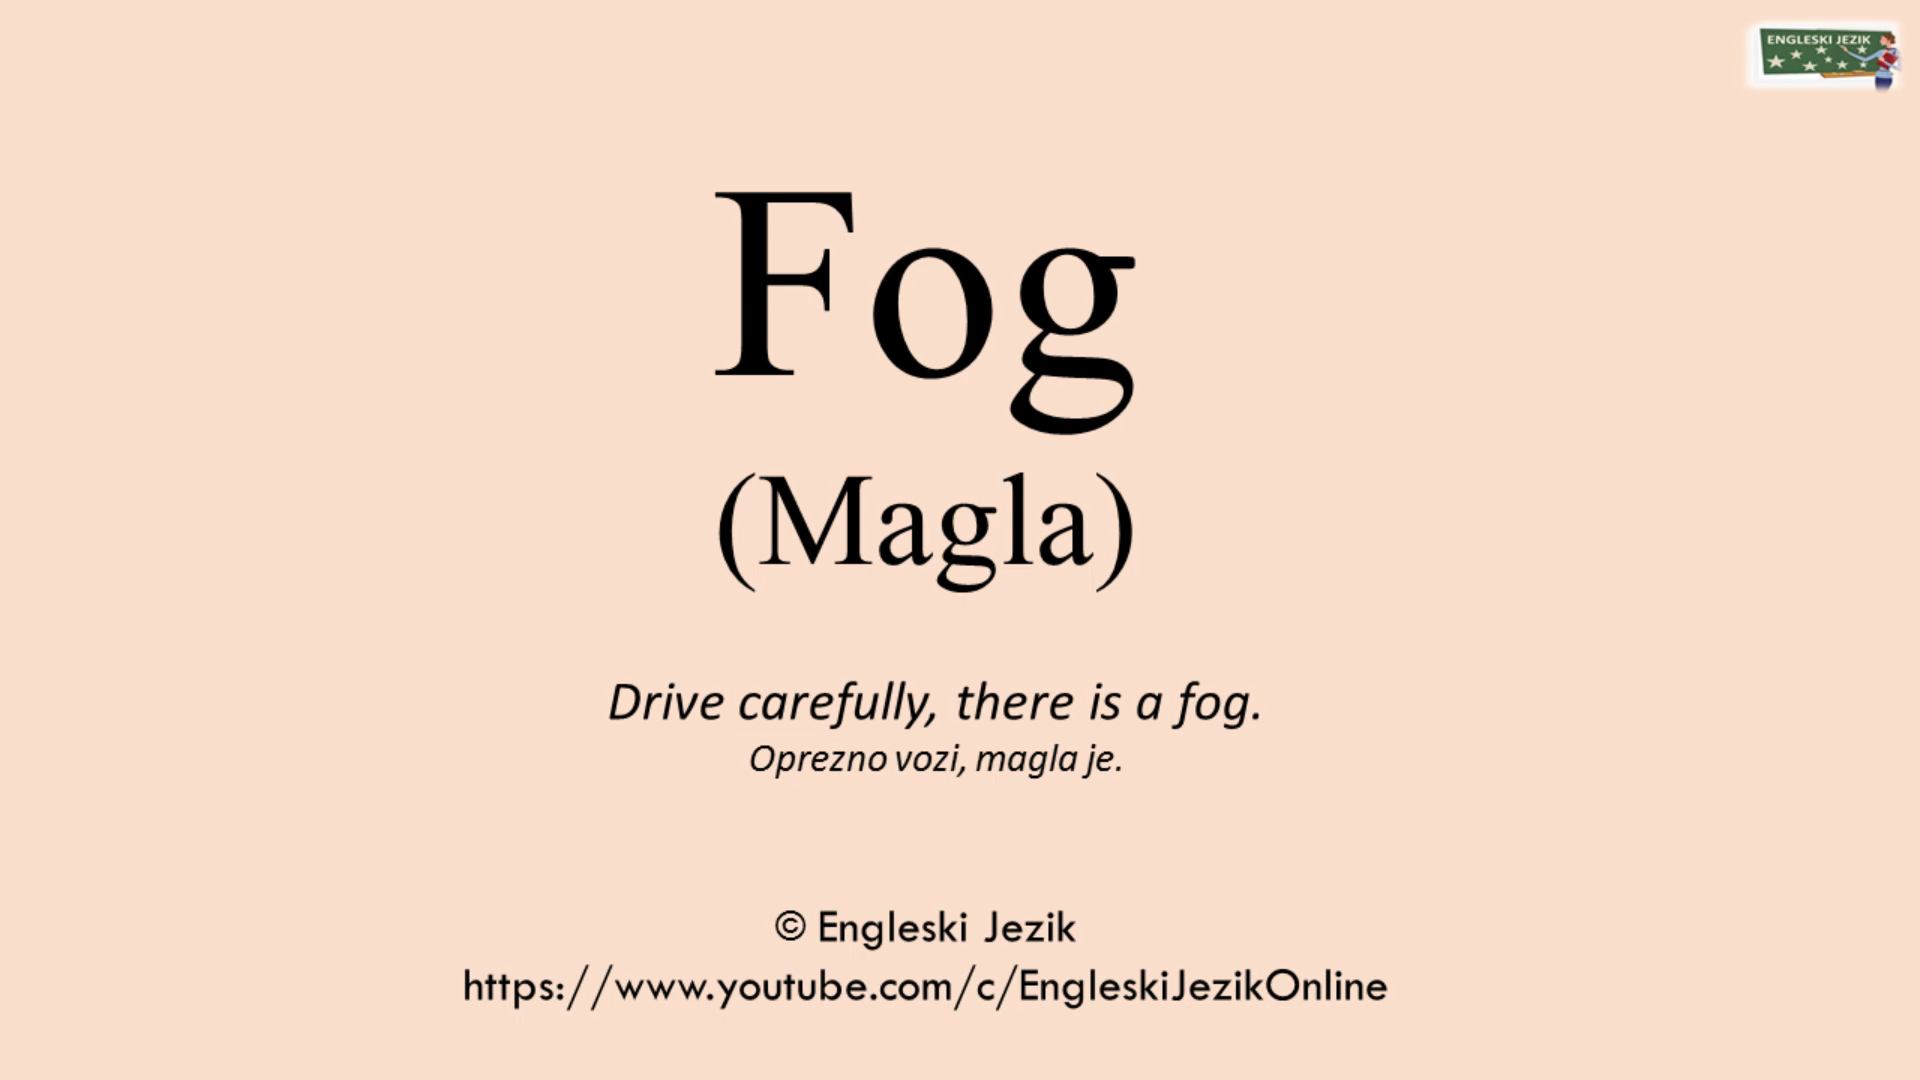 ENGLESKI JEZIK
Fog
(Magla)
Drive carefully, there is a fog.
Oprezno vozi, magla je.
© Engleski Jezik
https://www.youtube.com/c/EngleskiJezikOnline